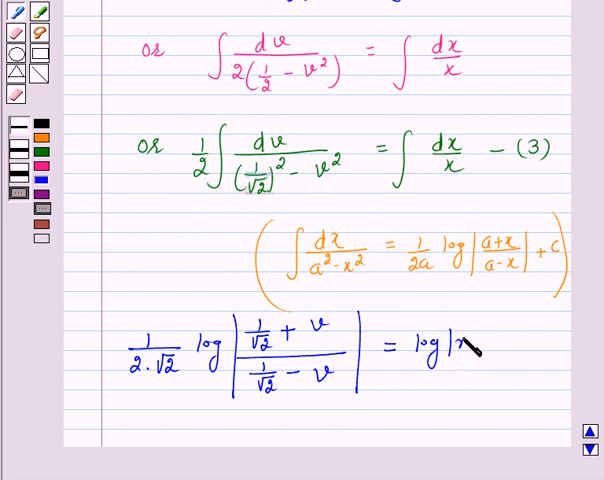 or ∫ dv / 2(1/2 - v²) = ∫ dx/x
or 1/2 ∫ dv / (1/√2)² - v² = ∫ dx/x - (3)
( ∫ dx / a² - x² = 1/2a log |a+x / a-x| + c )
1 / 2·√2 log | 1/√2 + v / 1/√2 - v | = log |x